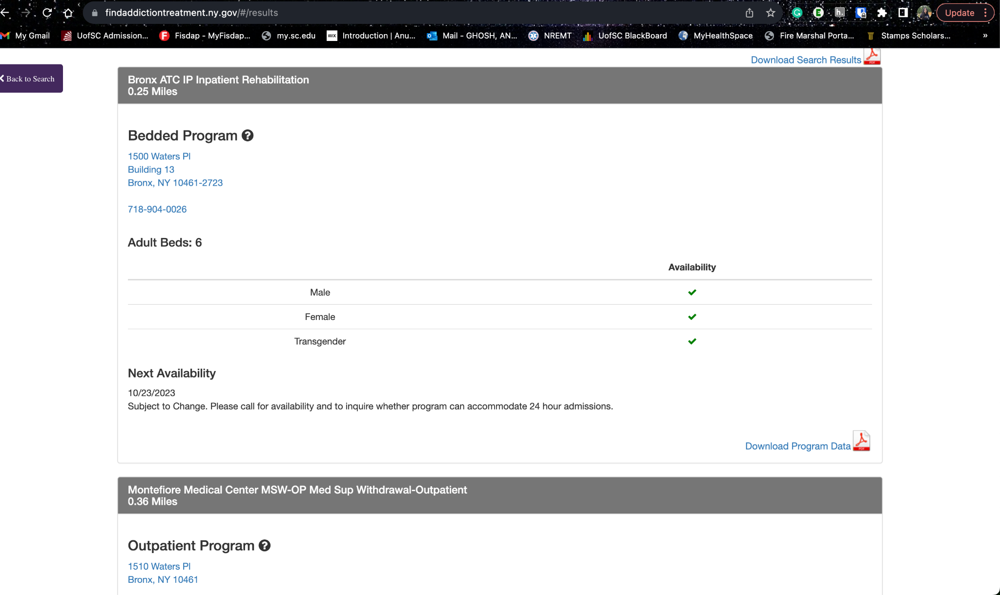 findaddictiontreatment.ny.gov/#/results
Update
My Gmail
UofSC Admission...
Fisdap - MyFisdap...
my.sc.edu
WIX
Introduction | Anu...
Mail - GHOSH, AN...
NREMT
UofSC BlackBoard
MyHealthSpace
Fire Marshal Porta...
Stamps Scholars...
»
Download Search Results
Back to Search
Bronx ATC IP Inpatient Rehabilitation
0.25 Miles
Bedded Program
1500 Waters Pl
Building 13
Bronx, NY 10461-2723
718-904-0026
Adult Beds: 6
Availability
Male
Female
Transgender
Next Availability
10/23/2023
Subject to Change. Please call for availability and to inquire whether program can accommodate 24 hour admissions.
Download Program Data
Montefiore Medical Center MSW-OP Med Sup Withdrawal-Outpatient
0.36 Miles
Outpatient Program
1510 Waters Pl
Bronx, NY 10461